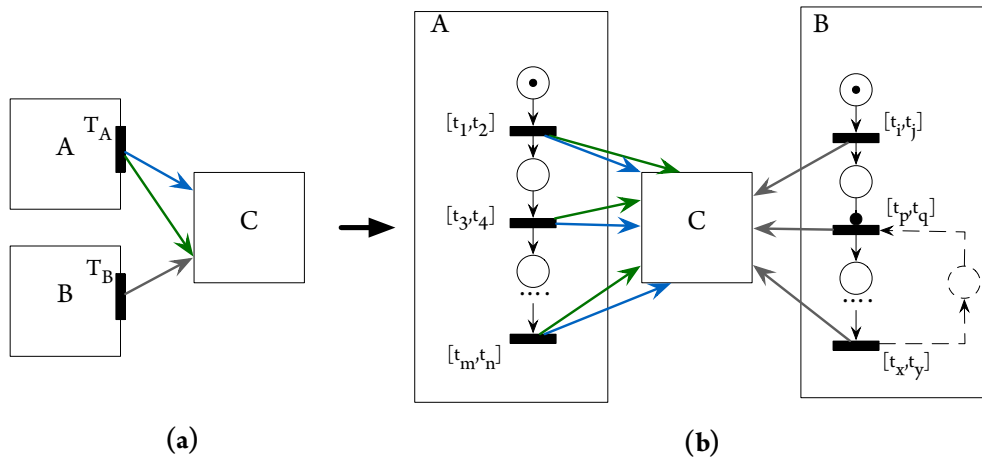 A
T_A
B
T_B
C
(a)
A
[t_1,t_2]
[t_3,t_4]
....
[t_m,t_n]
C
B
[t_i,t_j]
[t_p,t_q]
....
[t_x,t_y]
(b)